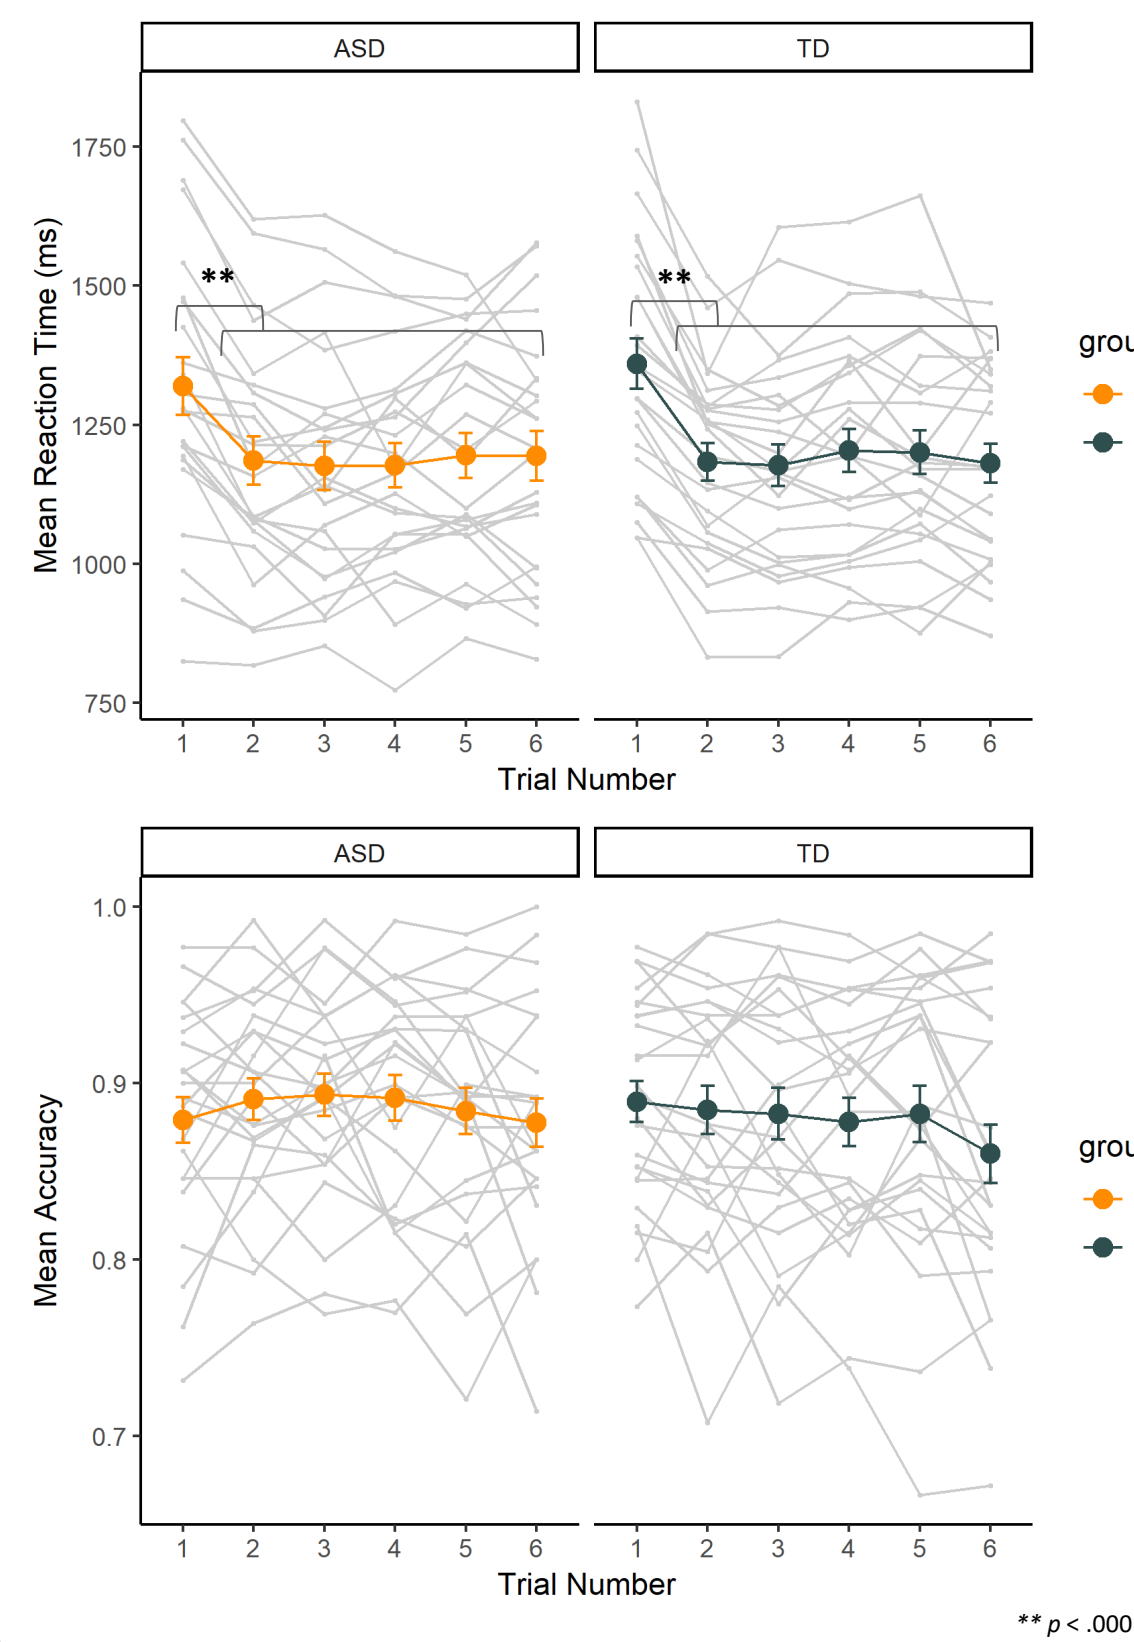 ASD TD
1750
1500
1250
1000
750
Mean Reaction Time (ms)
** **
1 2 3 4 5 6 1 2 3 4 5 6
Trial Number
grou
ASD TD
1.0
0.9
0.8
0.7
Mean Accuracy
1 2 3 4 5 6 1 2 3 4 5 6
Trial Number
grou
** p < .000